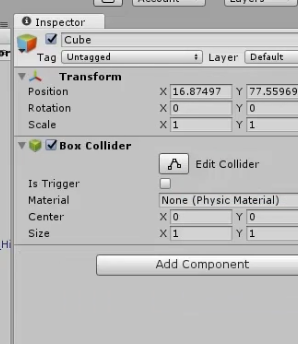 Account
Layers
Inspector
Cube
Tag Untagged Layer Default
Transform
Position X 16.87497 Y 77.55969
Rotation X 0 Y 0
Scale X 1 Y 1
Box Collider
Edit Collider
Is Trigger
Material None (Physic Material)
Center X 0 Y 0
Size X 1 Y 1
_Hi
Add Component